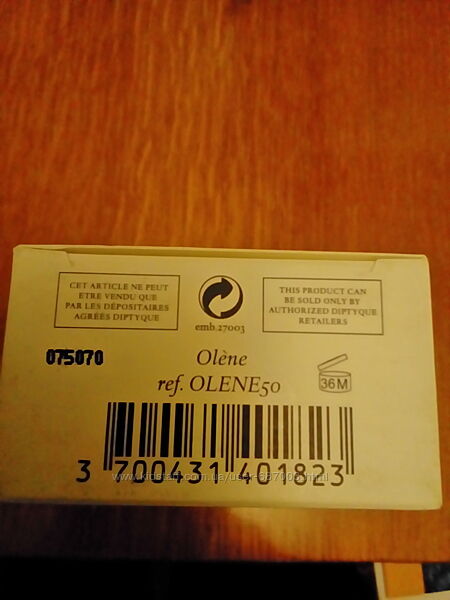 CET ARTICLE NE PEUT
ETRE VENDU QUE
PAR LES DÉPOSITAIRES
AGRÉÉS DIPTYQUE
emb.27003
THIS PRODUCT CAN
BE SOLD ONLY BY
AUTHORIZED DIPTYQUE
RETAILERS
075070
Olène
ref. OLENE50
36M
3 700431 401823